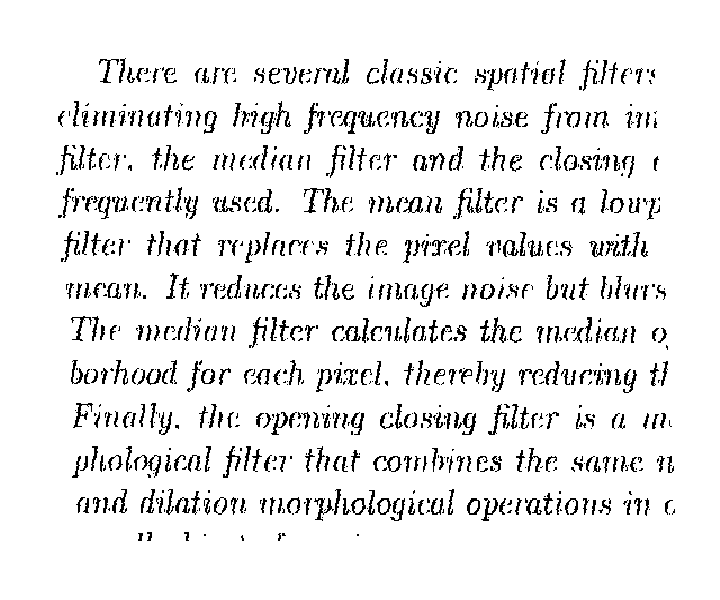 There are several classic spatial filters
eliminating high frequency noise from im
filter, the median filter and the closing
frequently used. The mean filter is a lowp
filter that replaces the pixel values with
mean. It reduces the image noise but blurs
The median filter calculates the median o
borhood for each pixel, thereby reducing th
Finally, the opening closing filter is a m
phological filter that combines the same
and dilation morphological operations in